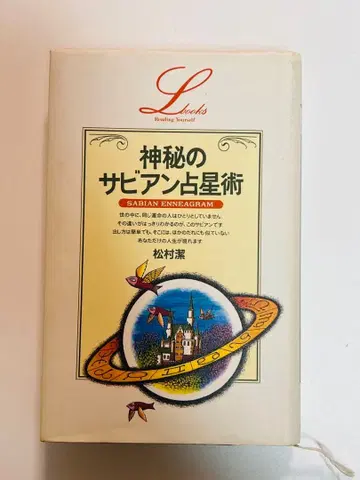 L books
Reading Yourself
神秘の
サビアン占星術
SABIAN ENNEAGRAM
世の中に、同じ運命の人はひとりとしていません
その違いがはっきりわかるのが、このサビアンです
出し方は簡単でも、そこには、ほかのだれにも似ていない
あなただけの人生が現れます
松村潔